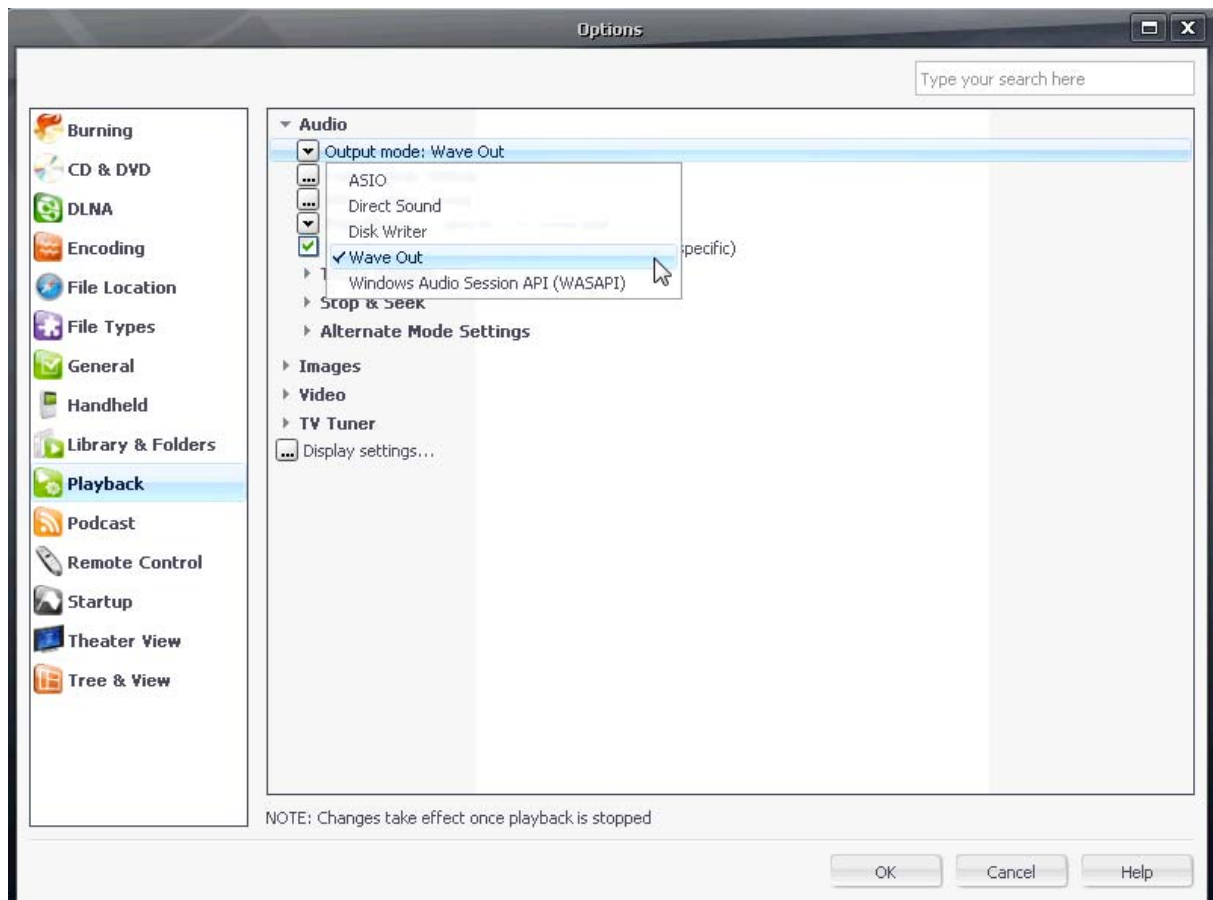 Options
Type your search here
Burning
CD & DVD
DLNA
Encoding
File Location
File Types
General
Handheld
Library & Folders
Playback
Podcast
Remote Control
Startup
Theater View
Tree & View
Audio
Output mode: Wave Out
ASIO
Direct Sound
Disk Writer
Wave Out
Windows Audio Session API (WASAPI)
specific)
Stop & Seek
Alternate Mode Settings
Images
Video
TV Tuner
Display settings...
NOTE: Changes take effect once playback is stopped
OK
Cancel
Help